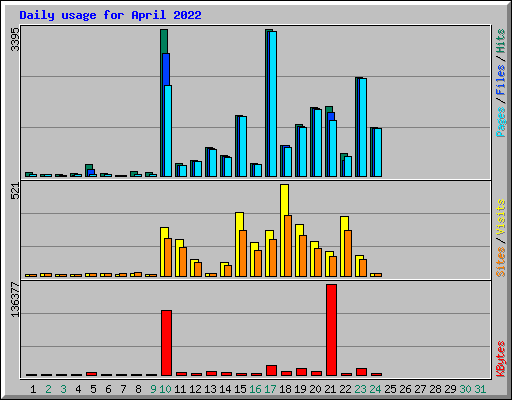 Daily usage for April 2022
3395
Pages / Files / Hits
521
Sites / Visits
136377
KBytes
1 2 3 4 5 6 7 8 9 10 11 12 13 14 15 16 17 18 19 20 21 22 23 24 25 26 27 28 29 30 31